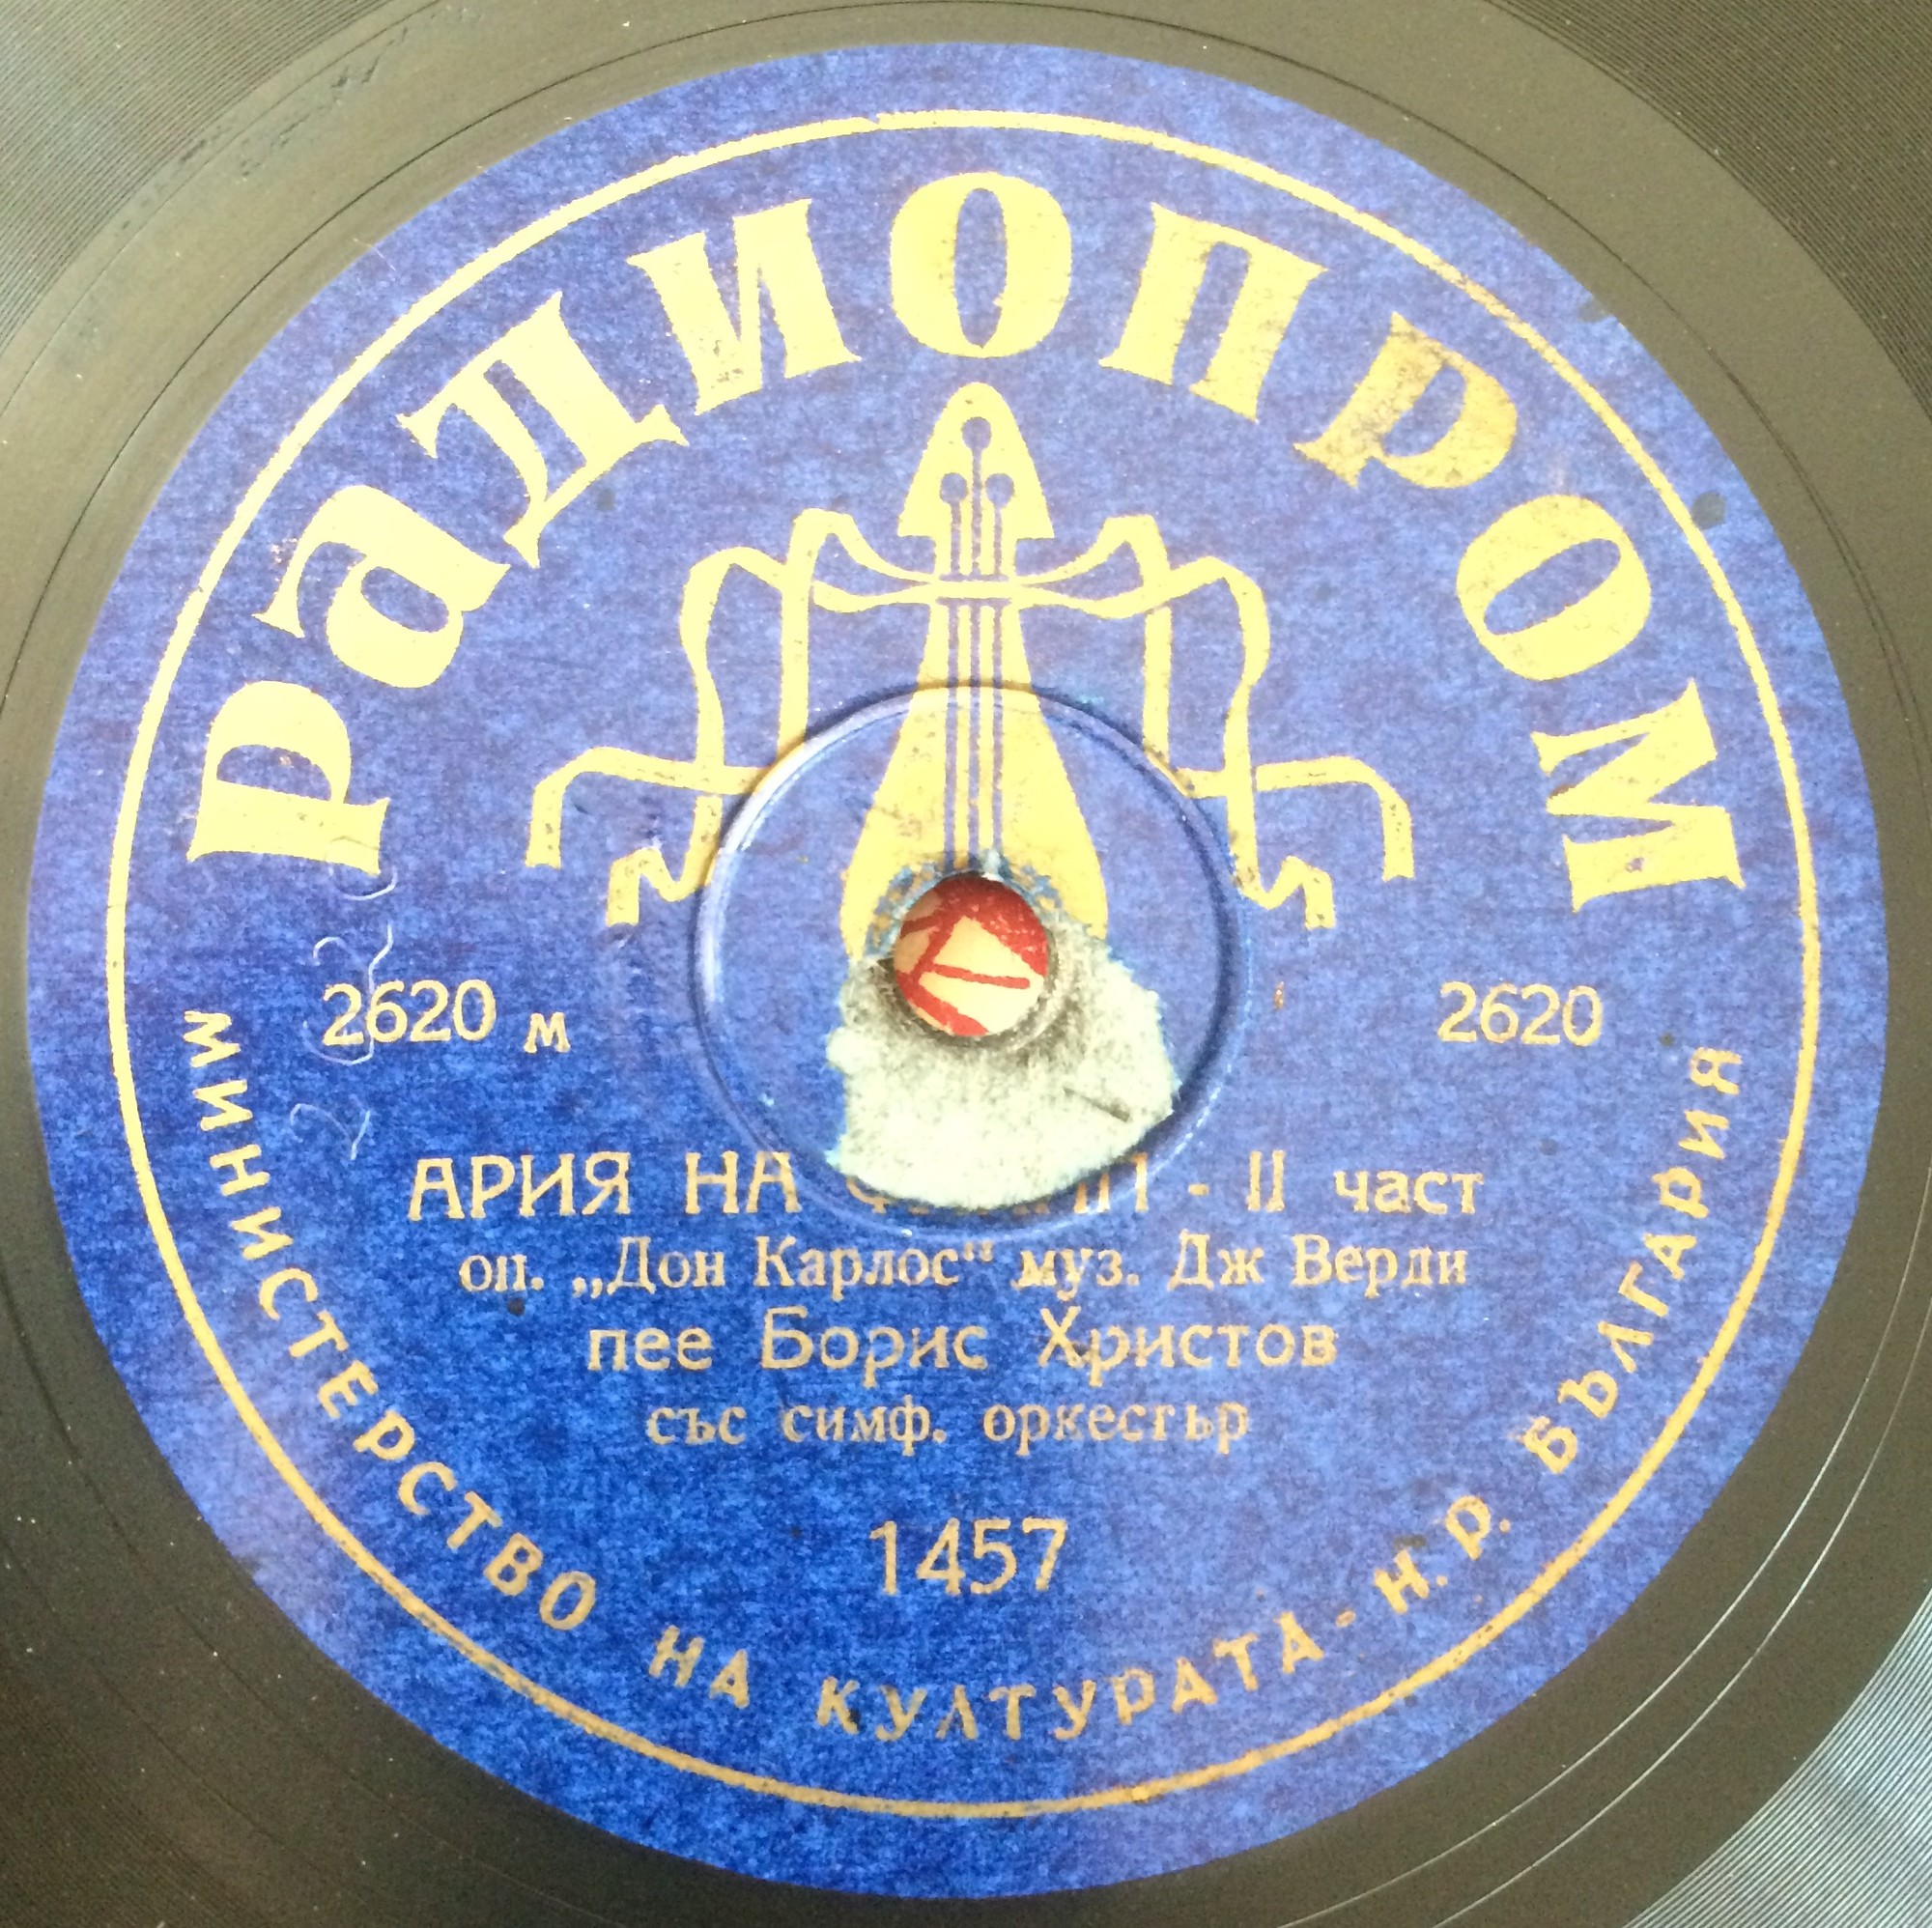 Радиопром
2620 м
2620
АРИЯ НА - II част
оп. „Дон Карлос“ муз. Дж Верди
пее Борис Христов
със симф. оркестър
1457
МИНИСТЕРСТВО НА КУЛТУРАТА - Н. Р. БЪЛГАРИЯ